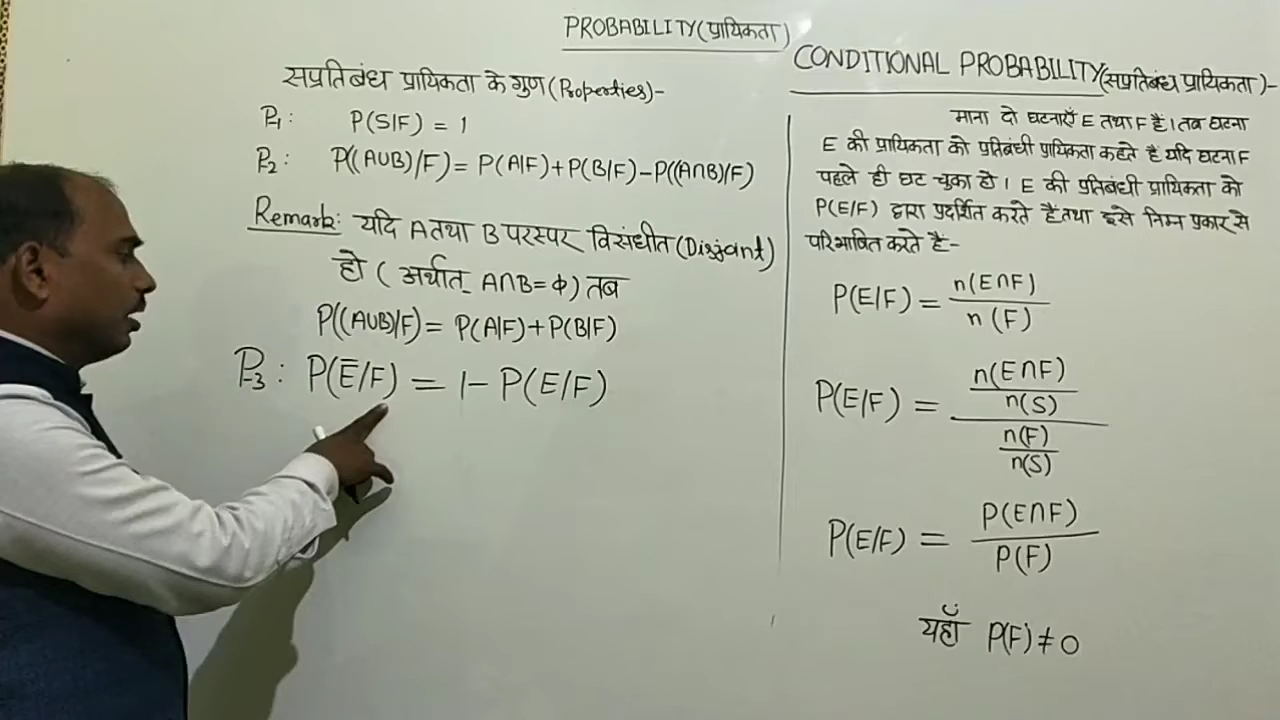 PROBABILITY(प्रायिकता)
सप्रतिबंध प्रायिकता के गुण (Properties)-
P₁: P(S/F) = 1
P₂: P((A∪B)/F) = P(A/F)+P(B/F)-P((A∩B)/F)
Remark: यदि A तथा B परस्पर विसंघीत (Disjant)
हो ( अर्थात् A∩B=ϕ) तब
P((A∪B)/F) = P(A/F)+P(B/F)
P₃: P(E̅/F) = 1- P(E/F)
CONDITIONAL PROBABILITY(सप्रतिबंध प्रायिकता)-
माना दो घटनाएँ E तथा F है। तब घटना
E की प्रायिकता को प्रतिबंधी प्रायिकता कहते है यदि घटना F
पहले ही घट चुका हो। E की प्रतिबंधी प्रायिकता को
P(E/F) द्वारा प्रदर्शित करते है तथा इसे निम्न प्रकार से
परिभाषित करते है-
P(E/F) = n(E∩F) / n(F)
P(E/F) = (n(E∩F) / n(S)) / (n(F) / n(S))
P(E/F) = P(E∩F) / P(F)
यहाँ P(F) ≠ 0